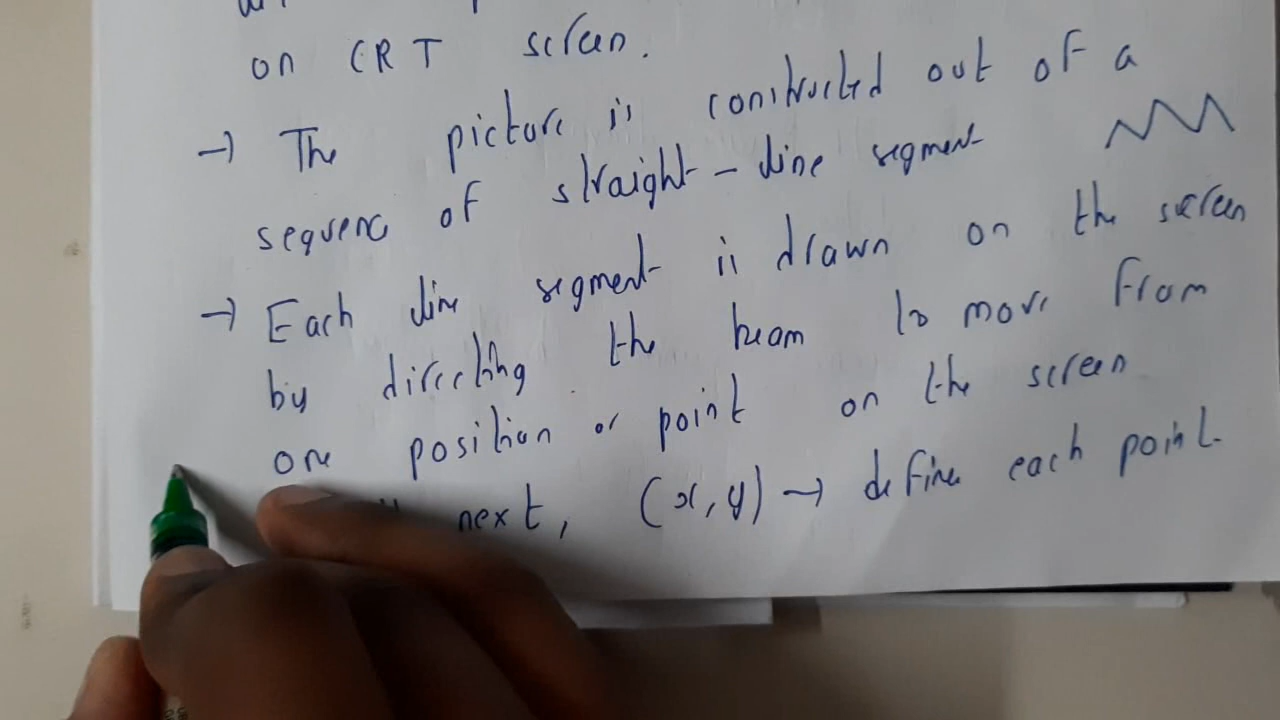 on CRT screen.
→ The picture is constructed out of a
sequence of straight-line segment
→ Each line segment is drawn on the screen
by directing the beam to move from
one position or point on the screen
next, (x,y) → define each point